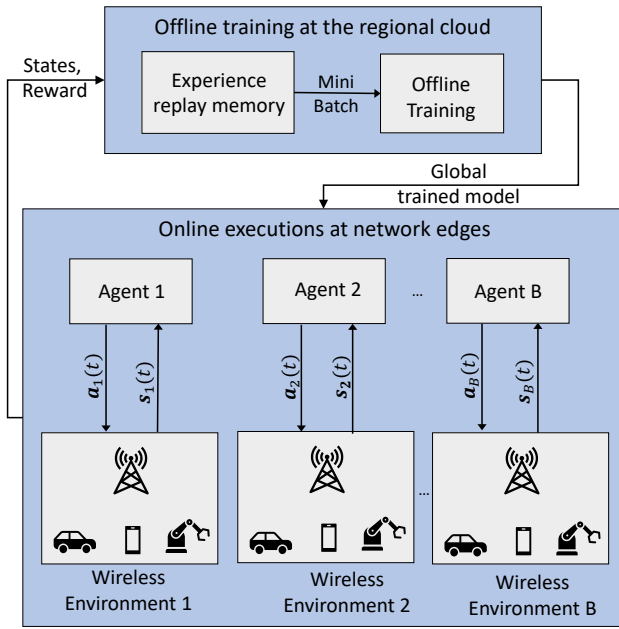 Offline training at the regional cloud
States,
Reward
Experience
replay memory
Mini
Batch
Offline
Training
Global
trained model
Online executions at network edges
Agent 1
Agent 2
...
Agent B
𝒂₁(𝑡)
𝒔₁(𝑡)
𝒂₂(𝑡)
𝒔₂(𝑡)
𝒂_B(𝑡)
𝒔_B(𝑡)
...
Wireless
Environment 1
Wireless
Environment 2
Wireless
Environment B